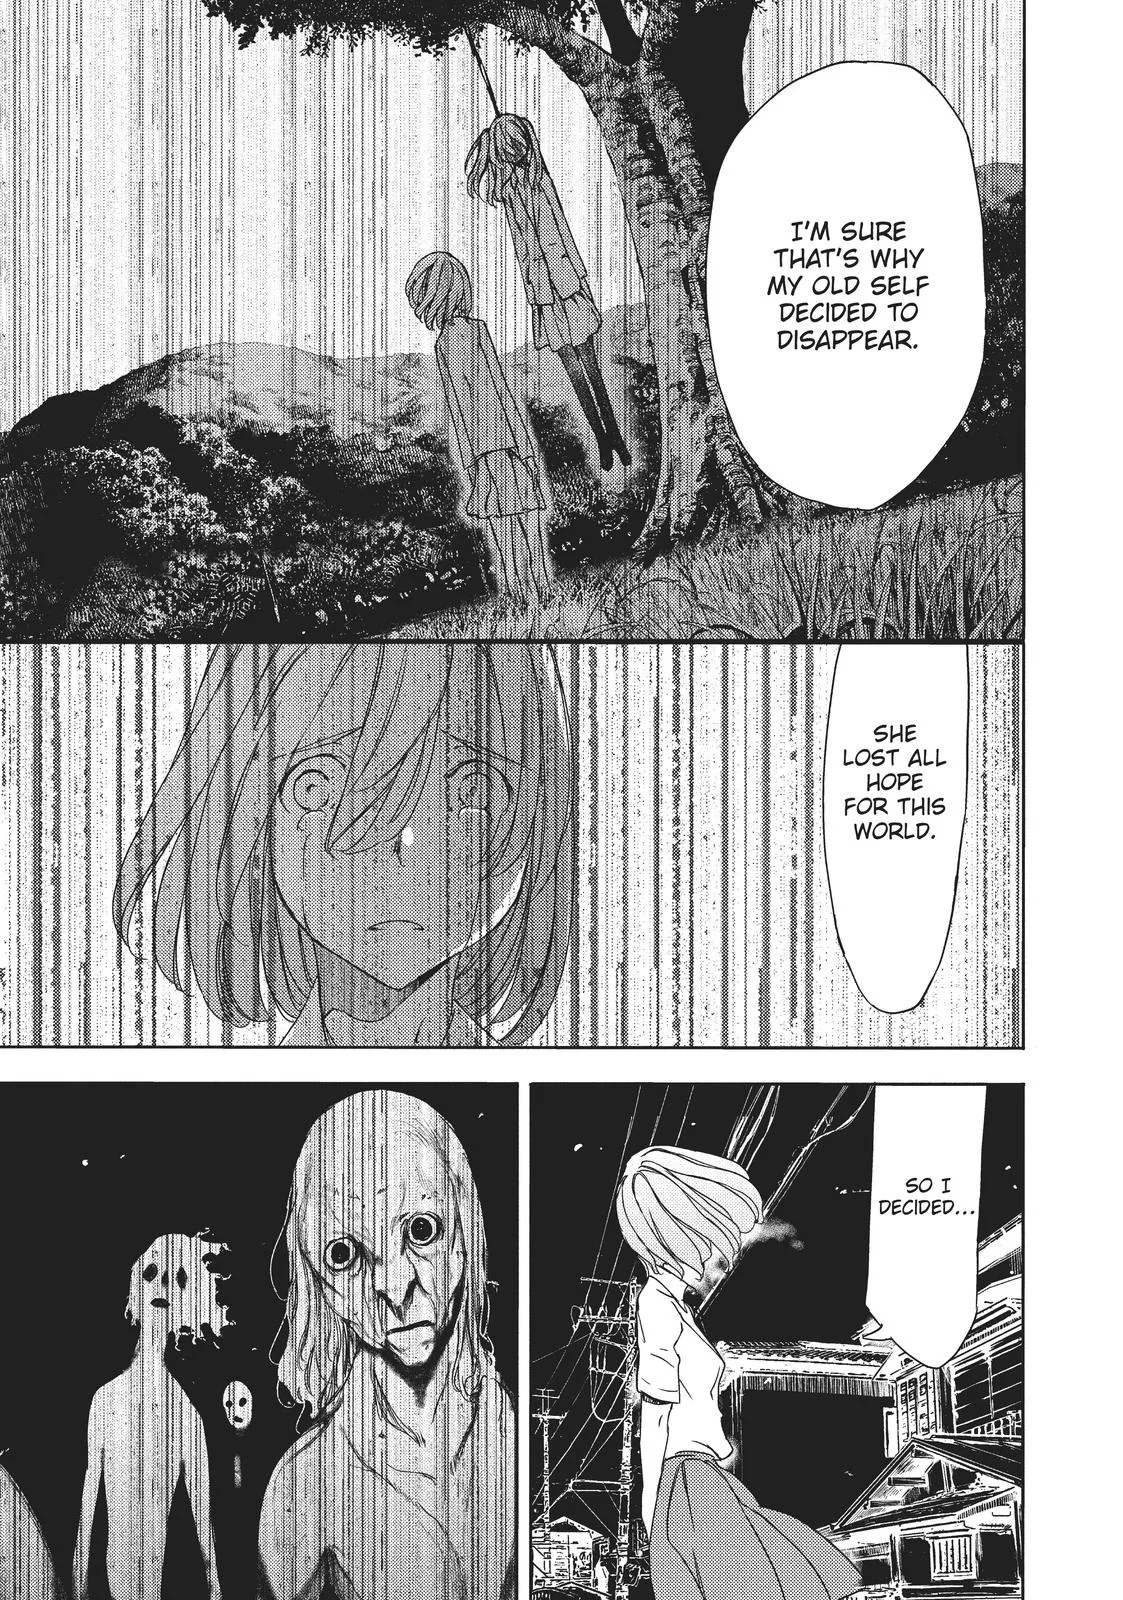 I'M SURE
THAT'S WHY
MY OLD SELF
DECIDED TO
DISAPPEAR.
SHE
LOST ALL
HOPE
FOR THIS
WORLD.
SO I
DECIDED...